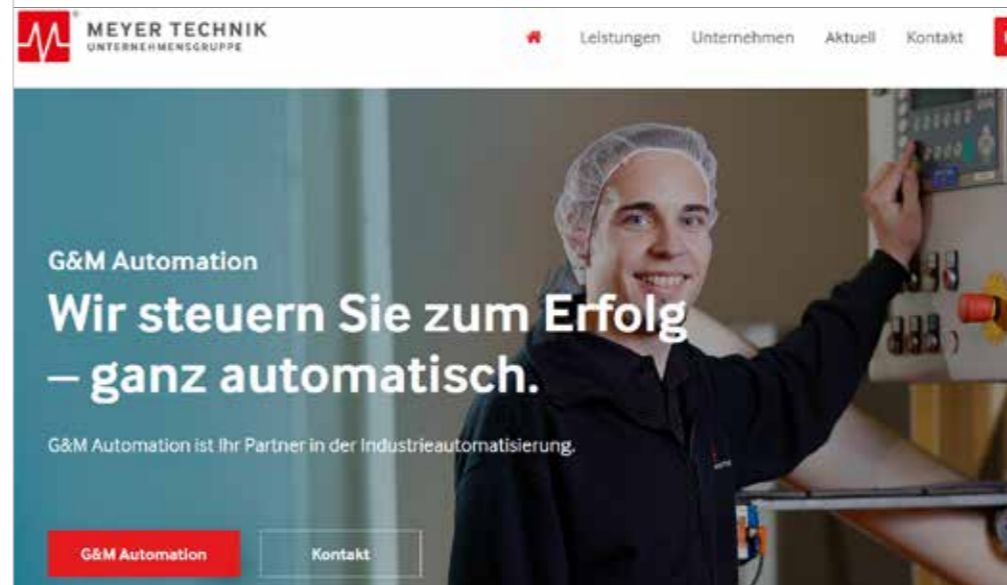 MEYER TECHNIK
UNTERNEHMENSGRUPPE
Leistungen Unternehmen Aktuell Kontakt
G&M Automation
Wir steuern Sie zum Erfolg
– ganz automatisch.
G&M Automation ist Ihr Partner in der Industrieautomatisierung.
G&M Automation Kontakt